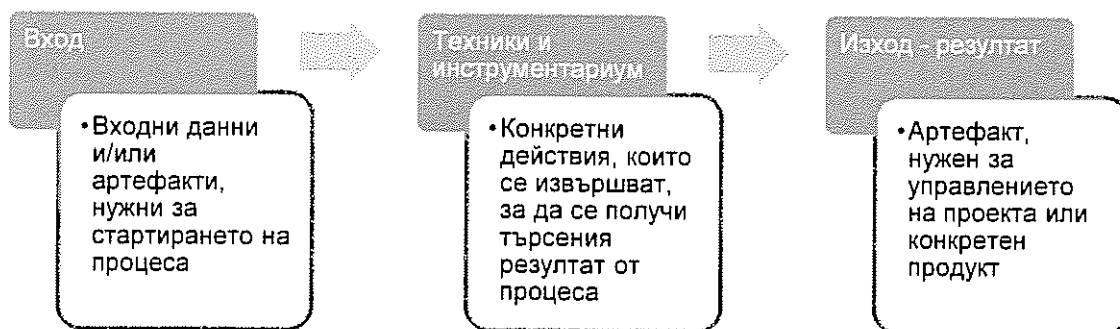 Вход
•Входни данни
и/или
артефакти,
нужни за
стартирането на
процеса
Техники и
инструментариум
•Конкретни
действия, които
се извършват,
за да се получи
търсения
резултат от
процеса
Изход - резултат
•Артефакт,
нужен за
управлението
на проекта или
конкретен
продукт